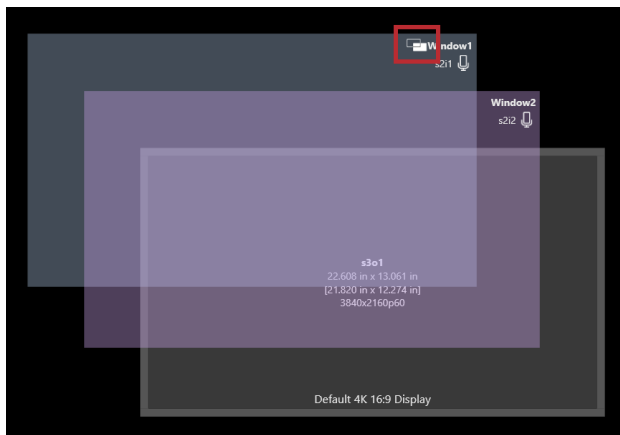 Window1
s2i1
Window2
s2i2
s3o1
22.608 in x 13.061 in
[21.820 in x 12.274 in]
3840x2160p60
Default 4K 16:9 Display